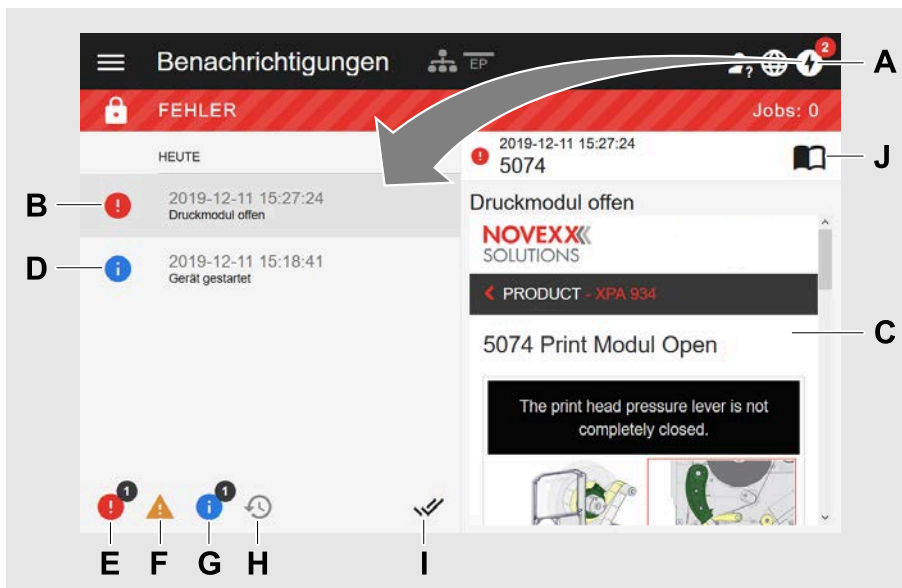 Benachrichtigungen
EP
?
2
A
FEHLER
Jobs: 0
HEUTE
2019-12-11 15:27:24
5074
J
B
2019-12-11 15:27:24
Druckmodul offen
Druckmodul offen
NOVEXX
SOLUTIONS
D
2019-12-11 15:18:41
Gerät gestartet
PRODUCT - XPA 934
5074 Print Modul Open
C
The print head pressure lever is not
completely closed.
1
1
E
F
G
H
I